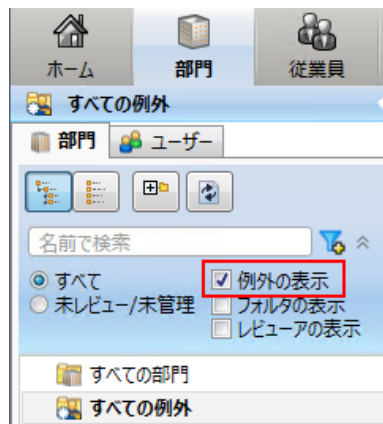 ホーム 部門 従業員
すべての例外
部門 ユーザー
名前で検索
すべて 例外の表示
未レビュー/未管理 フォルタの表示
レビューアの表示
すべての部門
すべての例外